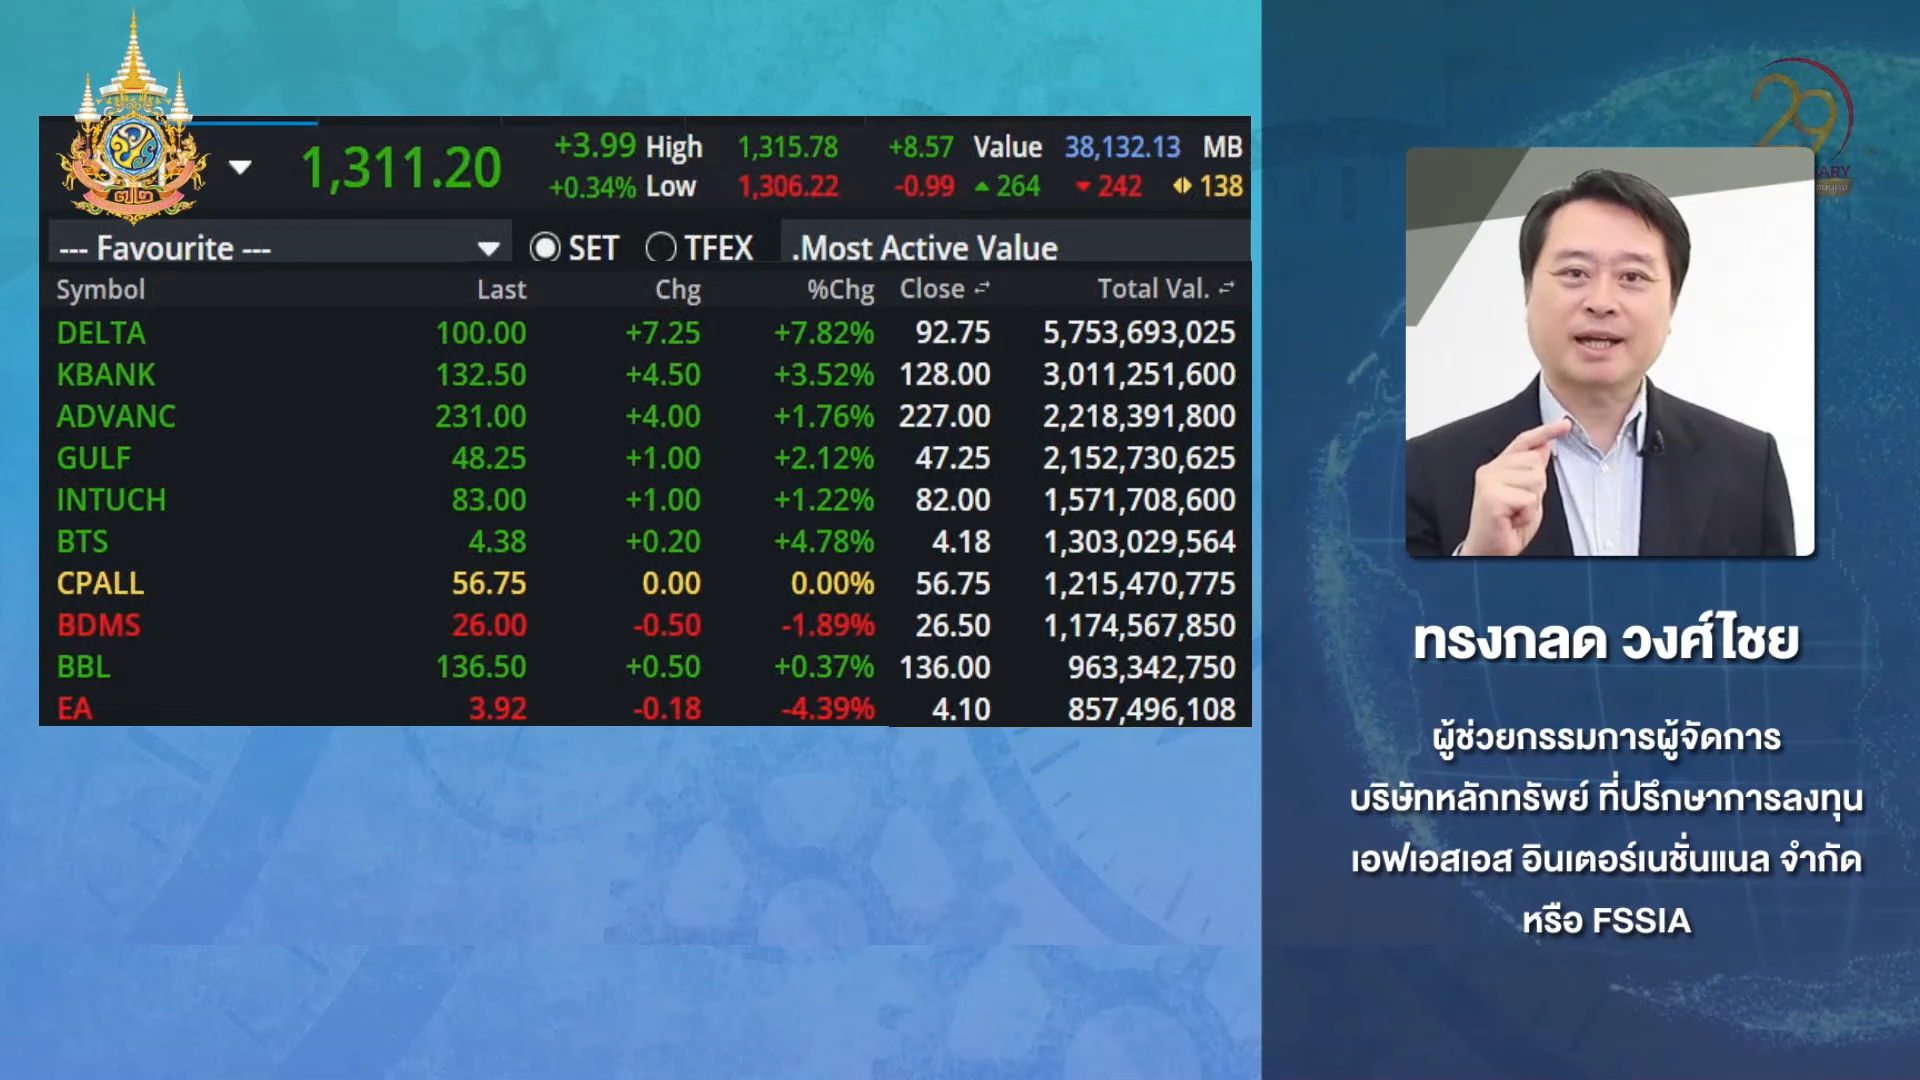 1,311.20 +3.99 High 1,315.78 +8.57 Value 38,132.13 MB
+0.34% Low 1,306.22 -0.99 264 242 138
--- Favourite --- SET TFEX .Most Active Value
Symbol Last Chg %Chg Close Total Val.
DELTA 100.00 +7.25 +7.82% 92.75 5,753,693,025
KBANK 132.50 +4.50 +3.52% 128.00 3,011,251,600
ADVANC 231.00 +4.00 +1.76% 227.00 2,218,391,800
GULF 48.25 +1.00 +2.12% 47.25 2,152,730,625
INTUCH 83.00 +1.00 +1.22% 82.00 1,571,708,600
BTS 4.38 +0.20 +4.78% 4.18 1,303,029,564
CPALL 56.75 0.00 0.00% 56.75 1,215,470,775
BDMS 26.00 -0.50 -1.89% 26.50 1,174,567,850
BBL 136.50 +0.50 +0.37% 136.00 963,342,750
EA 3.92 -0.18 -4.39% 4.10 857,496,108
29
ทรงกลด วงศ์ไชย
ผู้ช่วยกรรมการผู้จัดการ
บริษัทหลักทรัพย์ ที่ปรึกษาการลงทุน
เอฟเอสเอส อินเตอร์เนชั่นแนล จำกัด
หรือ FSSIA